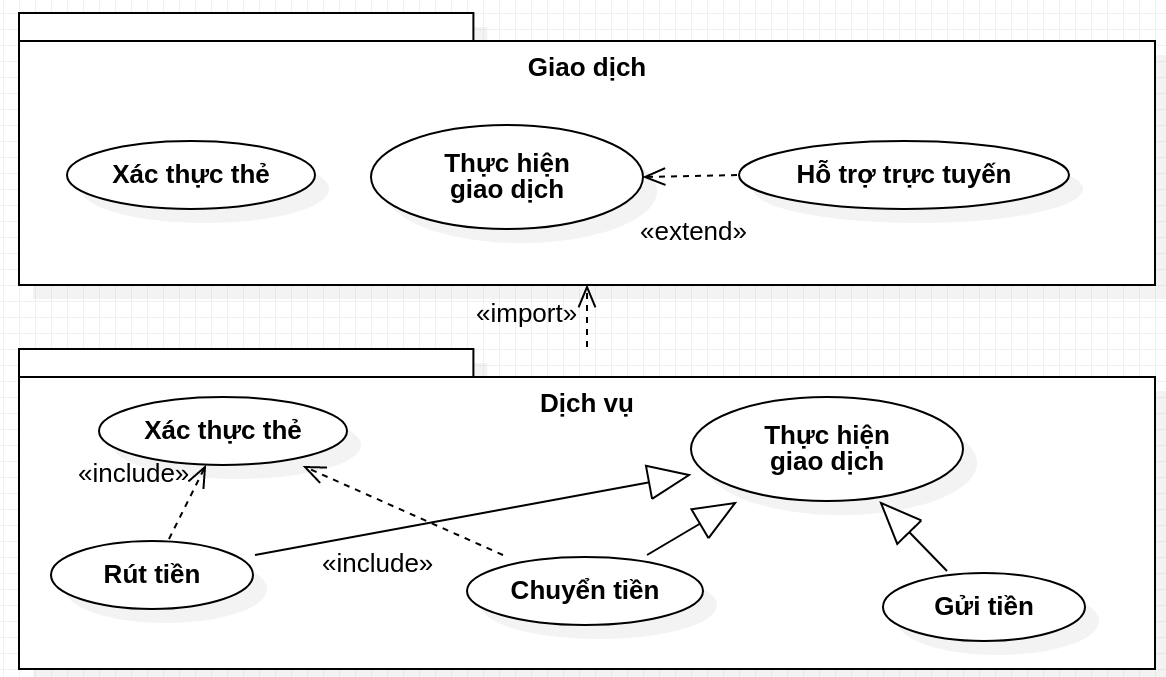 Giao dịch
Xác thực thẻ
Thực hiện
giao dịch
Hỗ trợ trực tuyến
«extend»
«import»
Dịch vụ
Xác thực thẻ
Thực hiện
giao dịch
«include»
«include»
Rút tiền
Chuyển tiền
Gửi tiền